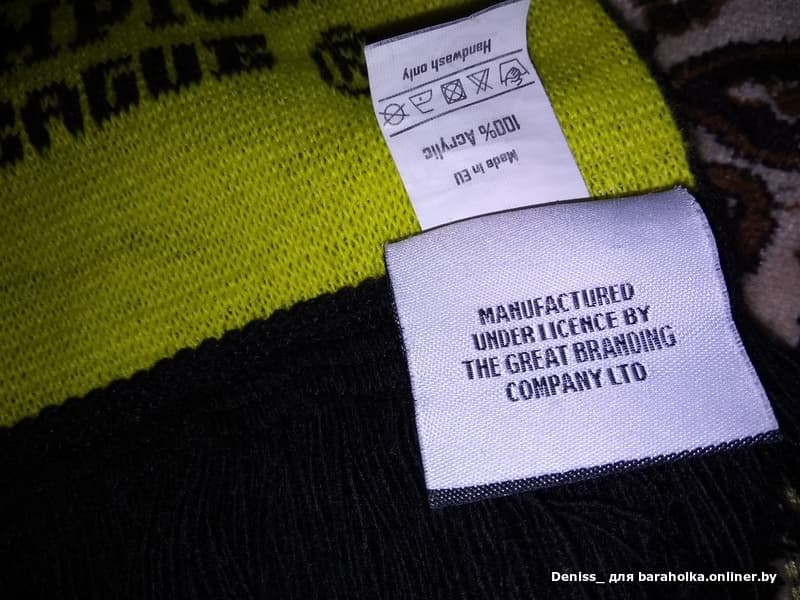 LEAGUE
Handwash only
100% Acrylic
Made in EU
MANUFACTURED
UNDER LICENCE BY
THE GREAT BRANDING
COMPANY LTD
Deniss_ для baraholka.onliner.by